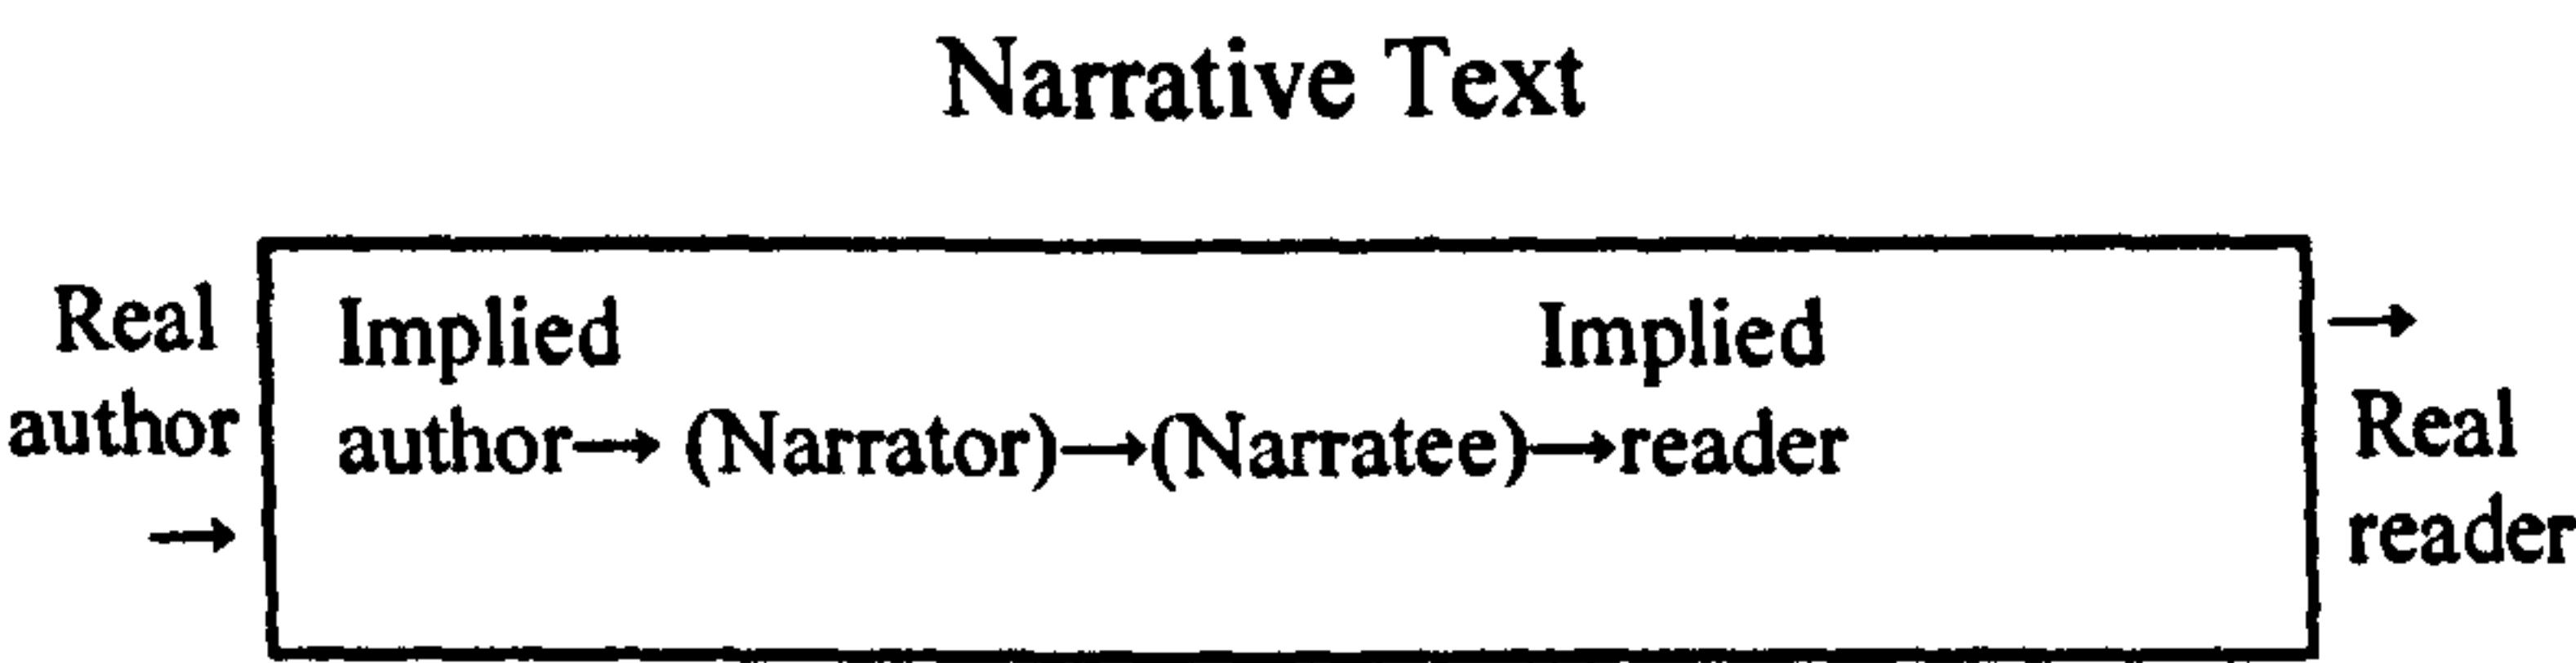 Narrative Text
Real Implied Implied →
author author→ (Narrator)→(Narratee)→reader Real
→ reader